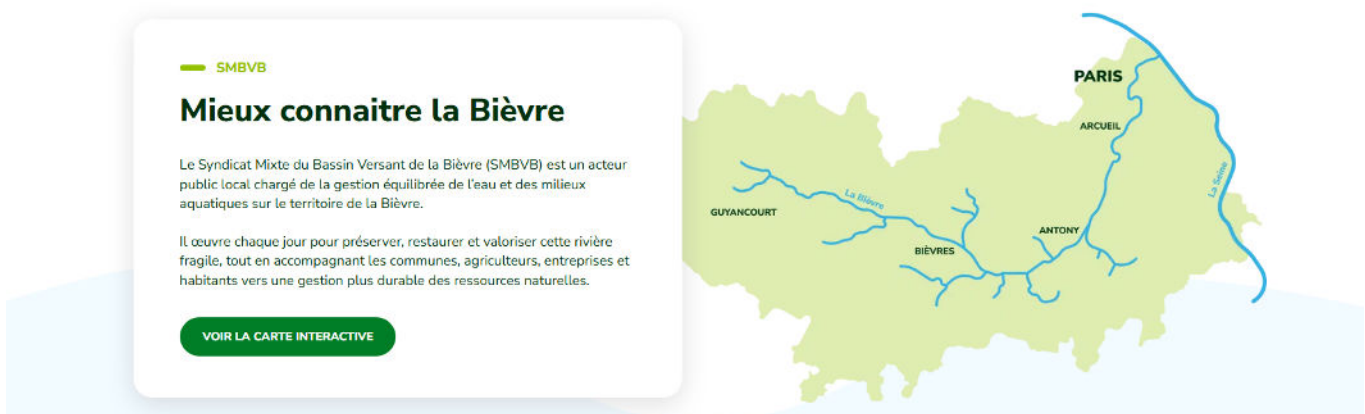 SMBVB
Mieux connaitre la Bièvre
Le Syndicat Mixte du Bassin Versant de la Bièvre (SMBVB) est un acteur
public local chargé de la gestion équilibrée de l'eau et des milieux
aquatiques sur le territoire de la Bièvre.
Il œuvre chaque jour pour préserver, restaurer et valoriser cette rivière
fragile, tout en accompagnant les communes, agriculteurs, entreprises et
habitants vers une gestion plus durable des ressources naturelles.
VOIR LA CARTE INTERACTIVE
PARIS
ARCUEIL
La Seine
La Bièvre
GUYANCOURT
ANTONY
BIÈVRES